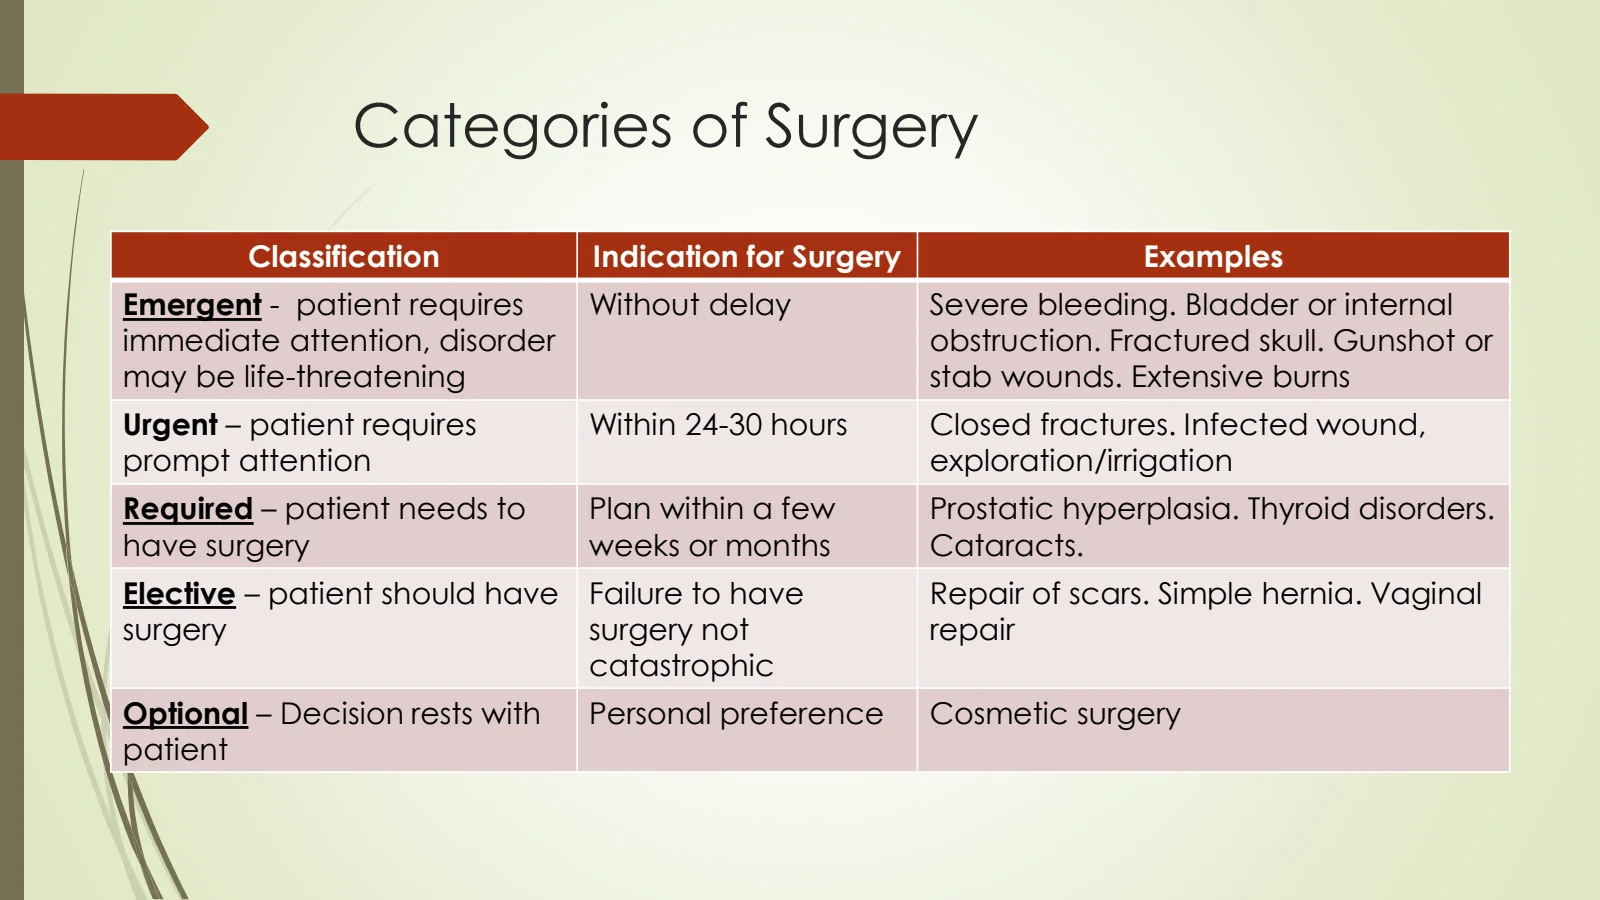 Categories of Surgery
Classification
Indication for Surgery
Examples
Emergent -  patient requires
immediate attention, disorder
may be life-threatening
Without delay
Severe bleeding. Bladder or internal
obstruction. Fractured skull. Gunshot or
stab wounds. Extensive burns
Urgent – patient requires
prompt attention
Within 24-30 hours
Closed fractures. Infected wound,
exploration/irrigation
Required – patient needs to
have surgery
Plan within a few
weeks or months
Prostatic hyperplasia. Thyroid disorders.
Cataracts.
Elective – patient should have
surgery
Failure to have
surgery not
catastrophic
Repair of scars. Simple hernia. Vaginal
repair
Optional – Decision rests with
patient
Personal preference
Cosmetic surgery